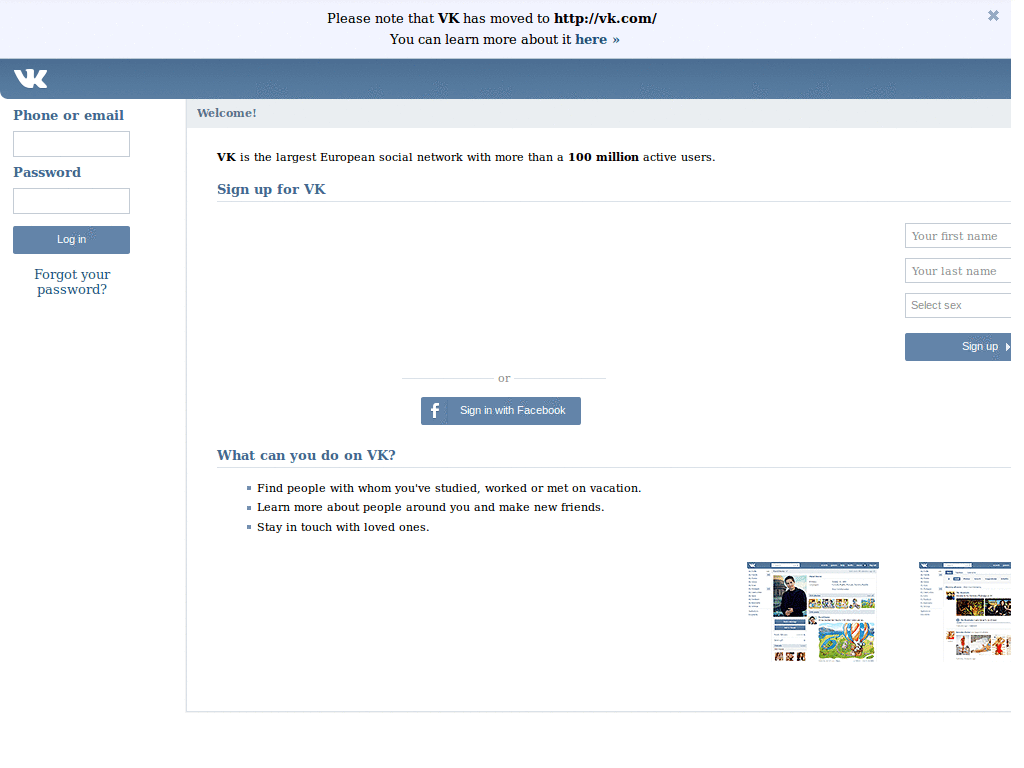 Please note that VK has moved to http://vk.com/
You can learn more about it here »
Phone or email
Password
Log in
Forgot your
password?
Welcome!
VK is the largest European social network with more than a 100 million active users.
Sign up for VK
Your first name
Your last name
Select sex
Sign up
or
Sign in with Facebook
What can you do on VK?
Find people with whom you've studied, worked or met on vacation.
Learn more about people around you and make new friends.
Stay in touch with loved ones.